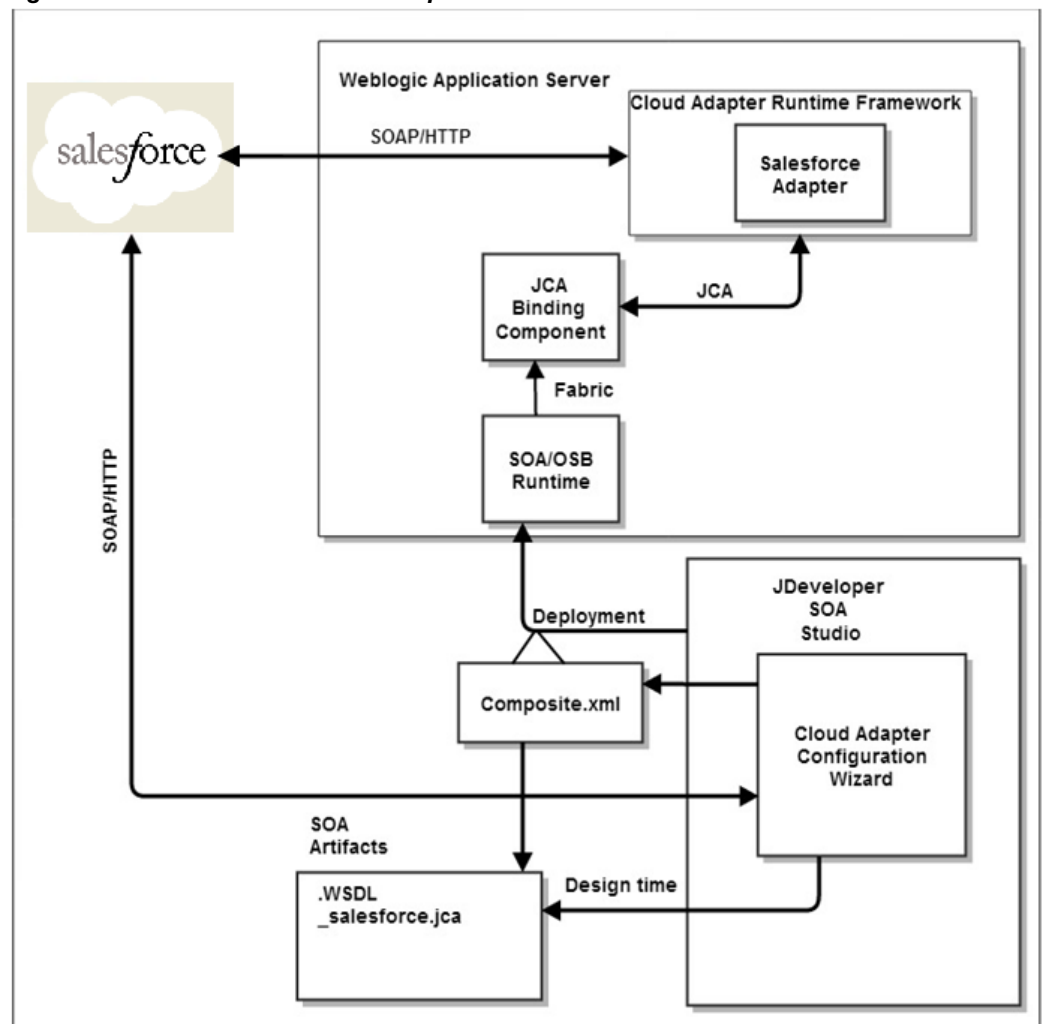 Weblogic Application Server
Cloud Adapter Runtime Framework
SOAP/HTTP
salesforce
Salesforce
Adapter
JCA
Binding
Component
JCA
Fabric
SOA/OSB
Runtime
SOAP/HTTP
JDeveloper
SOA
Studio
Deployment
Composite.xml
Cloud Adapter
Configuration
Wizard
SOA
Artifacts
Design time
.WSDL
_salesforce.jca